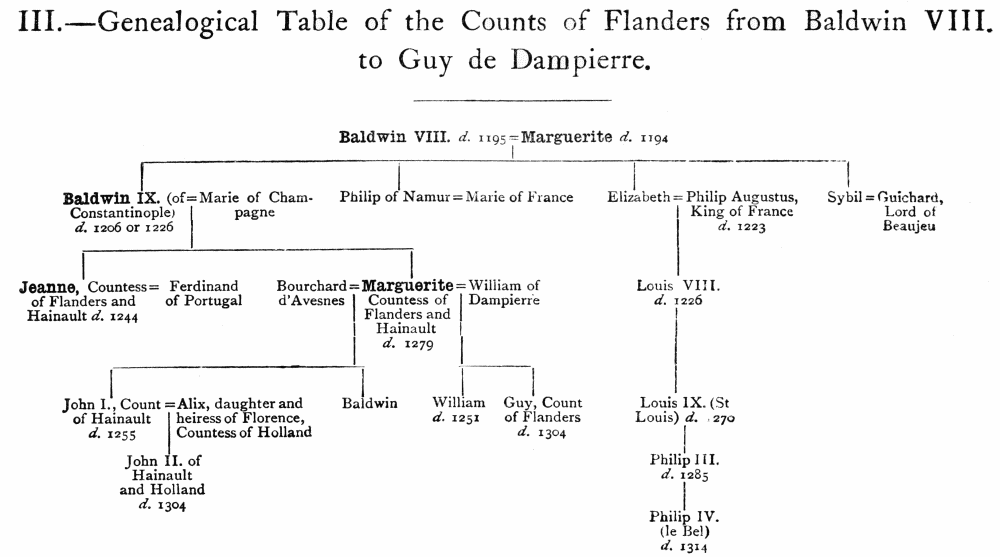 III.—Genealogical Table of the Counts of Flanders from Baldwin VIII.
to Guy de Dampierre.
Baldwin VIII. d. 1195 = Marguerite d. 1194
Baldwin IX. (of = Marie of Cham-
Constantinople) pagne
d. 1206 or 1226
Philip of Namur = Marie of France
Elizabeth = Philip Augustus,
King of France
d. 1223
Sybil = Guichard,
Lord of
Beaujeu
Jeanne, Countess = Ferdinand
of Flanders and of Portugal
Hainault d. 1244
Bourchard = Marguerite = William of
d'Avesnes Countess of Dampierre
Flanders and
Hainault
d. 1279
Louis VIII.
d. 1226
John I., Count = Alix, daughter and
of Hainault heiress of Florence,
d. 1255 Countess of Holland
Baldwin
William
d. 1251
Guy, Count
of Flanders
d. 1304
Louis IX. (St
Louis) d. 270
John II. of
Hainault
and Holland
d. 1304
Philip III.
d. 1285
Philip IV.
(le Bel)
d. 1314